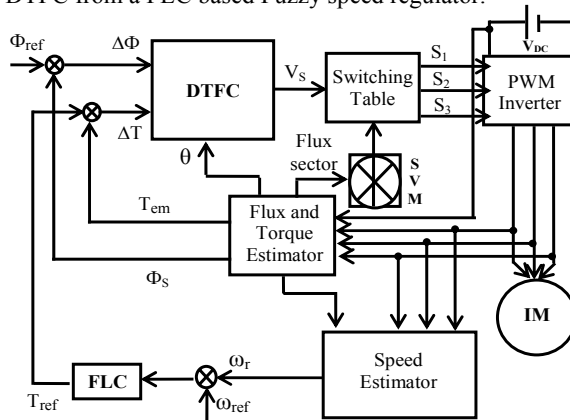 DTFC from a FLC based Fuzzy speed regulator.
Φref
ΔΦ
DTFC
VS
Switching
Table
S1
S2
S3
VDC
PWM
Inverter
ΔT
θ
Flux
sector
S
V
M
Tem
Flux and
Torque
Estimator
ΦS
IM
Speed
Estimator
ωr
FLC
Tref
ωref